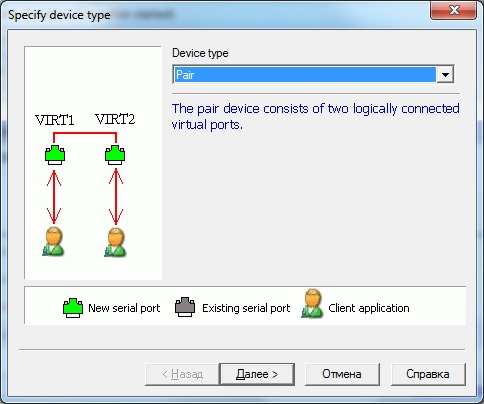 Specify device type
Device type
Pair
The pair device consists of two logically connected
virtual ports.
VIRT1 VIRT2
New serial port Existing serial port Client application
< Назад Далее > Отмена Справка